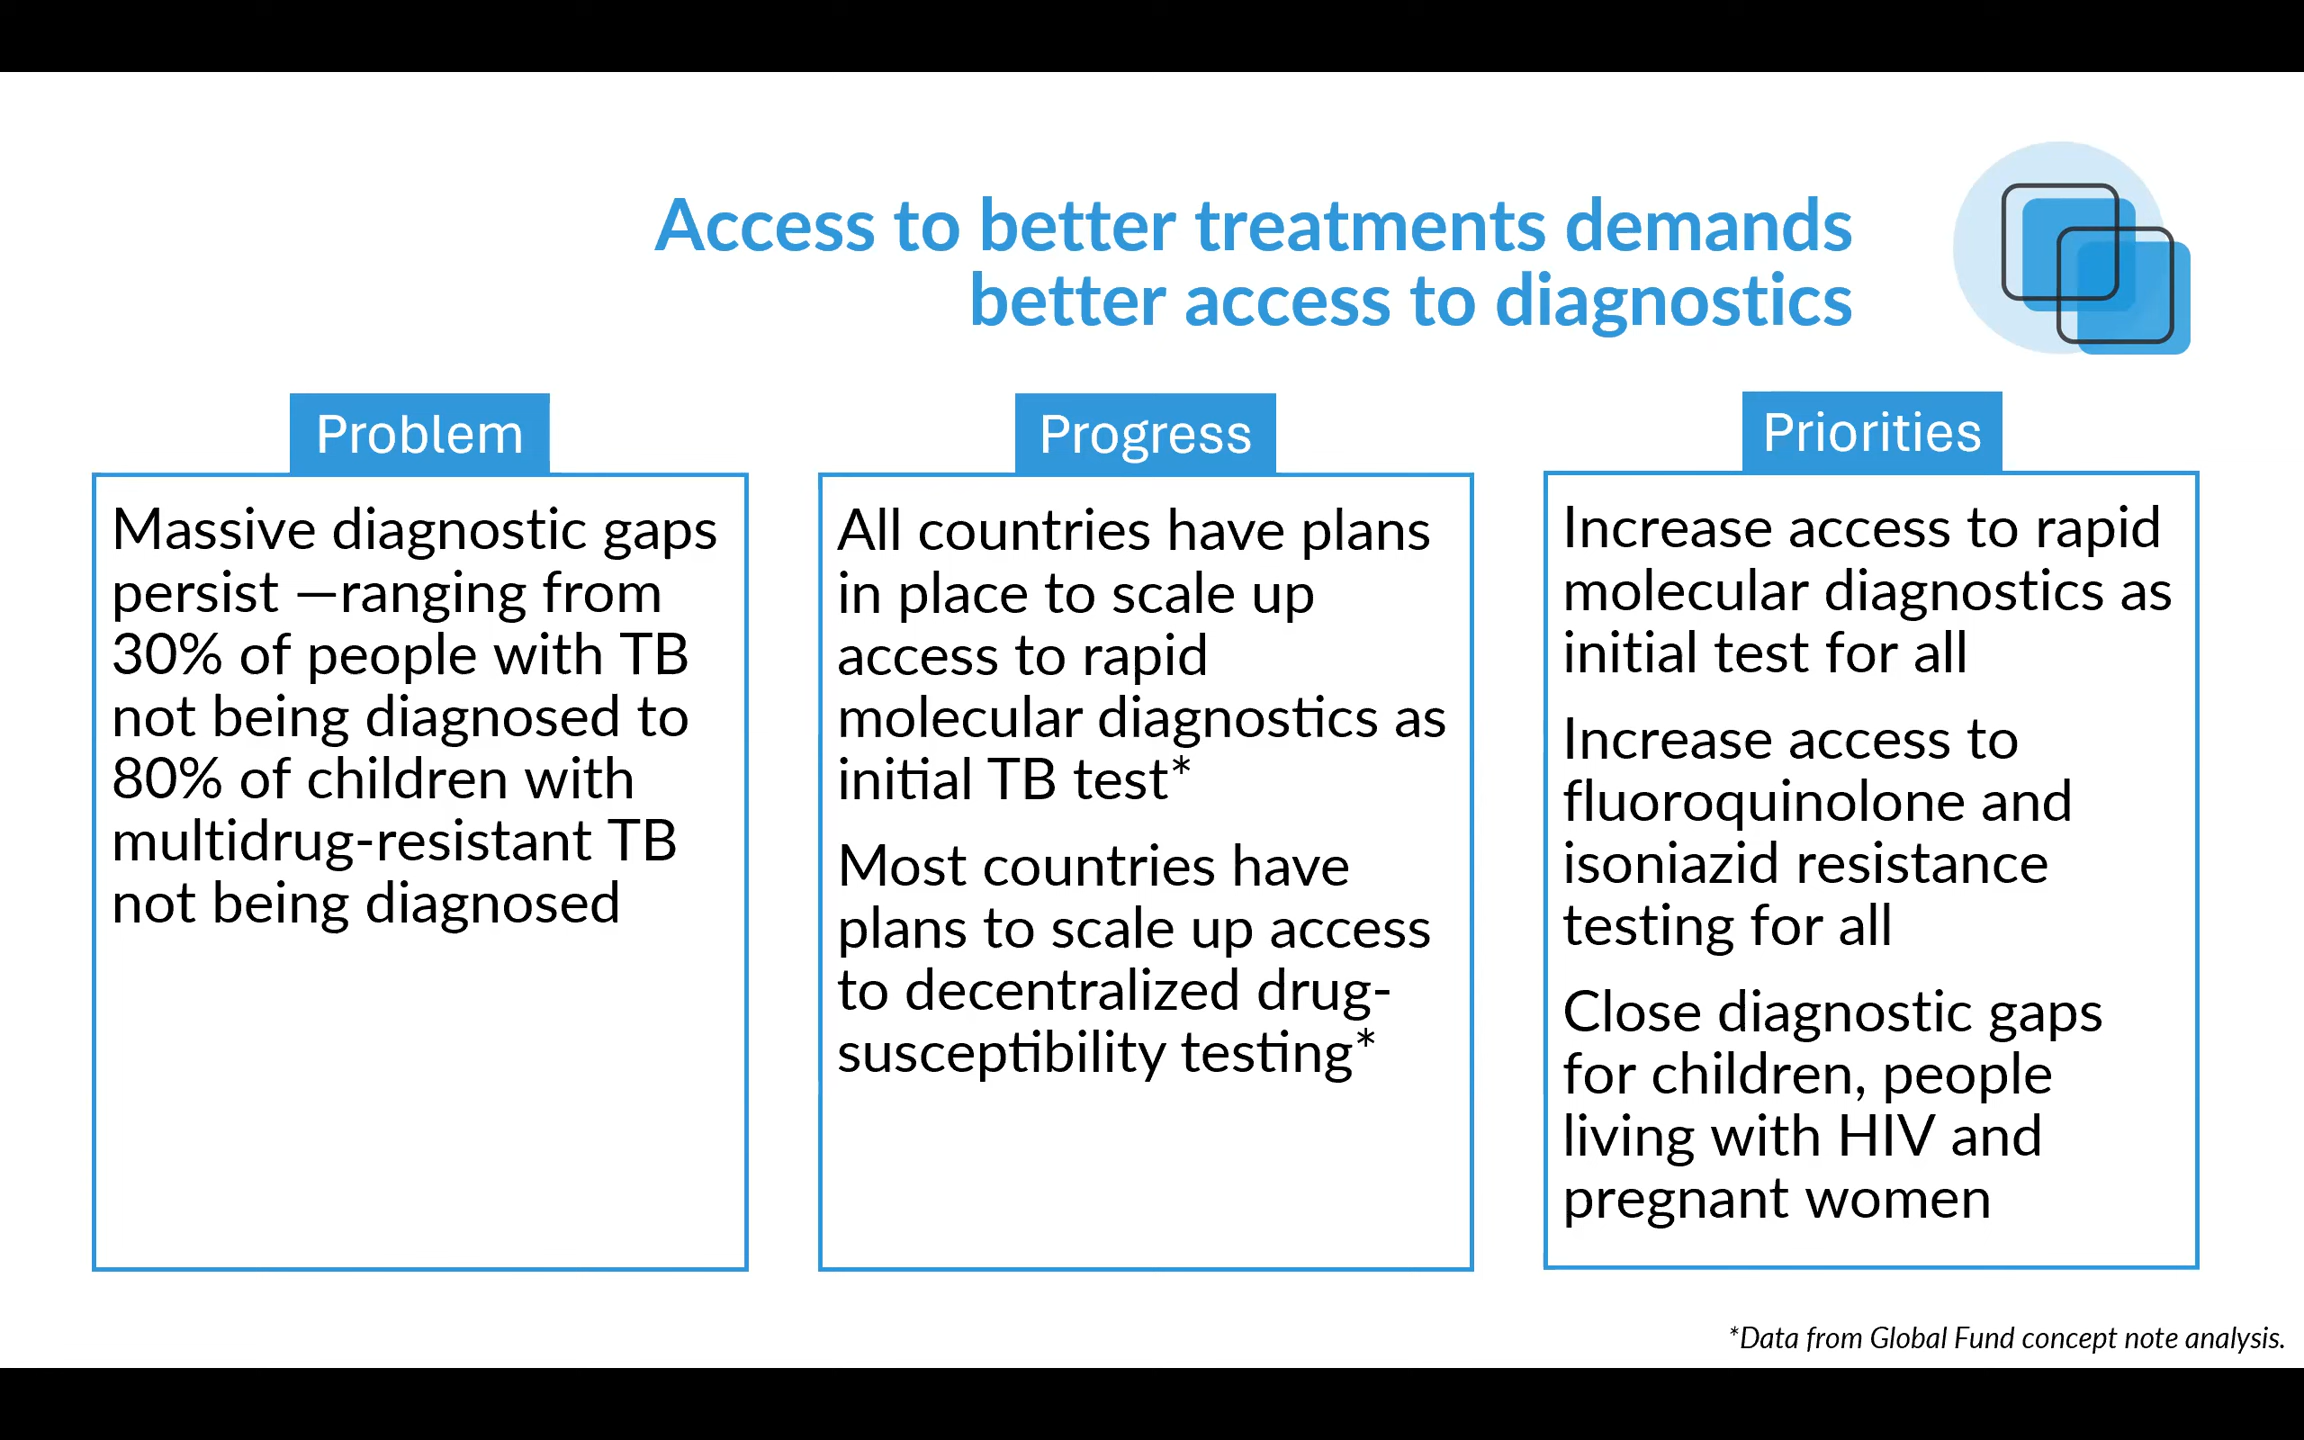 Access to better treatments demands
better access to diagnostics
Problem
Massive diagnostic gaps
persist —ranging from
30% of people with TB
not being diagnosed to
80% of children with
multidrug-resistant TB
not being diagnosed
Progress
All countries have plans
in place to scale up
access to rapid
molecular diagnostics as
initial TB test*
Most countries have
plans to scale up access
to decentralized drug-
susceptibility testing*
Priorities
Increase access to rapid
molecular diagnostics as
initial test for all
Increase access to
fluoroquinolone and
isoniazid resistance
testing for all
Close diagnostic gaps
for children, people
living with HIV and
pregnant women
*Data from Global Fund concept note analysis.